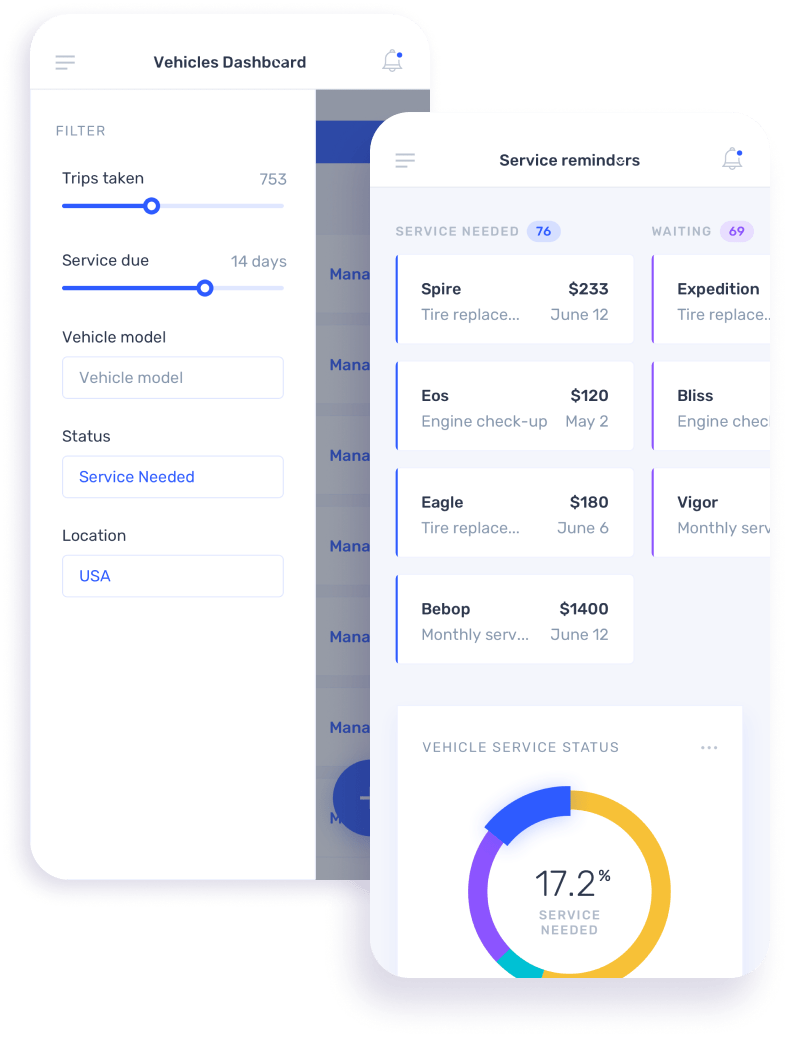 Vehicles Dashboard
FILTER
Trips taken 753
Service due 14 days
Vehicle model
Vehicle model
Status
Service Needed
Location
USA
Mana
Mana
Mana
Mana
Mana
Mana
M
Service reminders
SERVICE NEEDED 76
Spire $233
Tire replace... June 12
Eos $120
Engine check-up May 2
Eagle $180
Tire replace... June 6
Bebop $1400
Monthly serv... June 12
WAITING 69
Expedition
Tire replace..
Bliss
Engine chec
Vigor
Monthly serv
VEHICLE SERVICE STATUS
17.2%
SERVICE
NEEDED